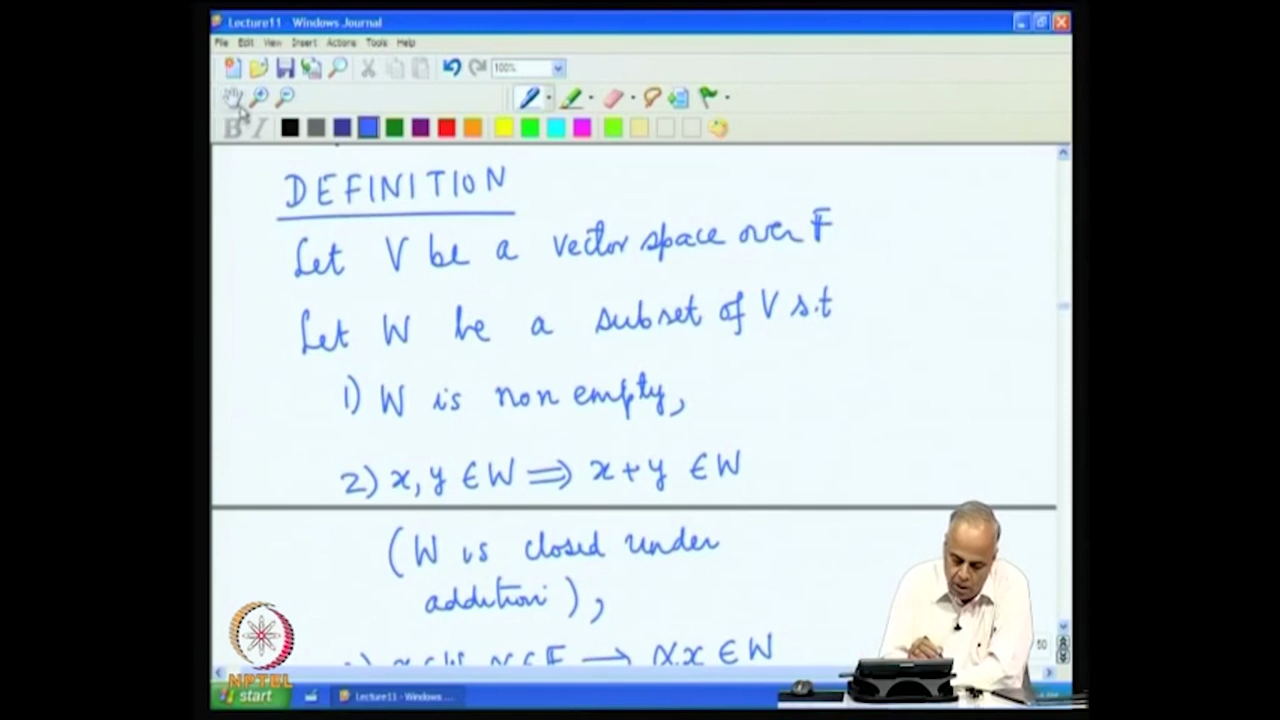 Lecture11 - Windows Journal
File Edit View Insert Actions Tools Help
100%
B I
DEFINITION
Let V be a vector space over F
Let W be a subset of V s.t
1) W is non empty,
2) x, y ∈ W ⟹ x + y ∈ W
(W is closed under
addition),
x ∈ W, α ∈ F ⟶ α x ∈ W
50
NPTEL
start Lecture11 - Windows ...